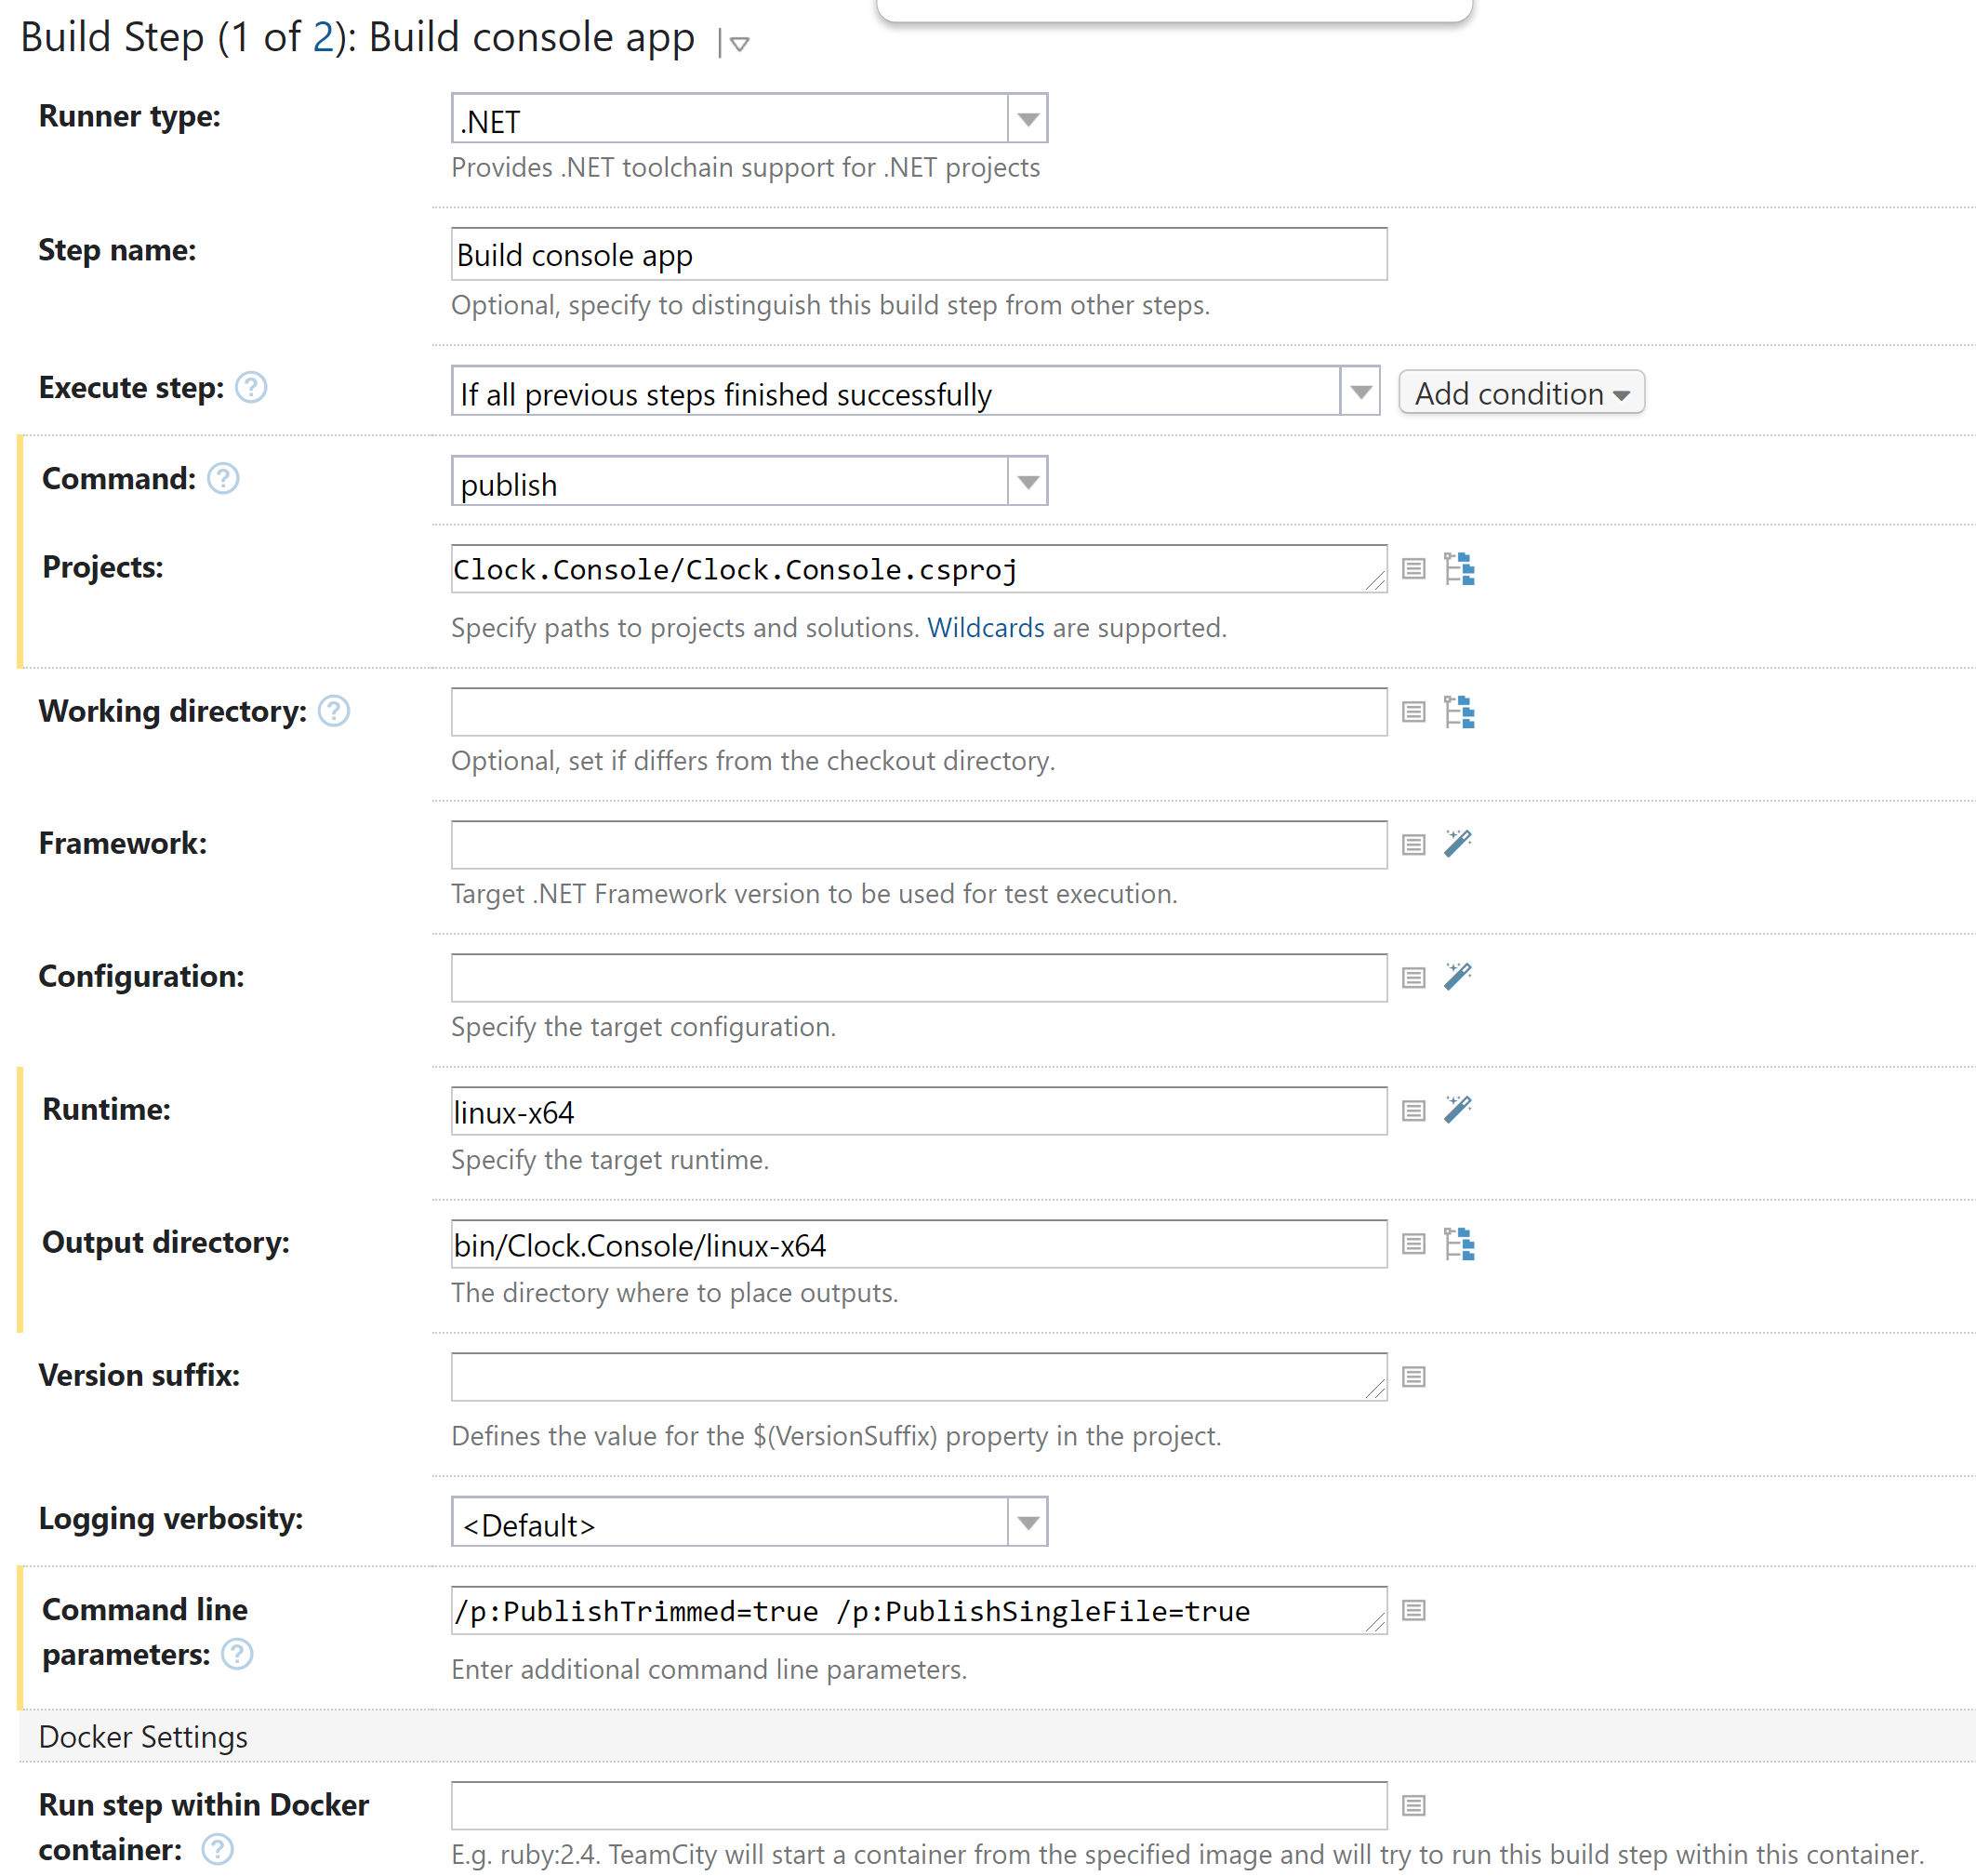 Build Step (1 of 2): Build console app
Runner type:
.NET
Provides .NET toolchain support for .NET projects
Step name:
Build console app
Optional, specify to distinguish this build step from other steps.
Execute step:
If all previous steps finished successfully
Add condition
Command:
publish
Projects:
Clock.Console/Clock.Console.csproj
Specify paths to projects and solutions. Wildcards are supported.
Working directory:
Optional, set if differs from the checkout directory.
Framework:
Target .NET Framework version to be used for test execution.
Configuration:
Specify the target configuration.
Runtime:
linux-x64
Specify the target runtime.
Output directory:
bin/Clock.Console/linux-x64
The directory where to place outputs.
Version suffix:
Defines the value for the $(VersionSuffix) property in the project.
Logging verbosity:
<Default>
Command line
parameters:
/p:PublishTrimmed=true /p:PublishSingleFile=true
Enter additional command line parameters.
Docker Settings
Run step within Docker
container:
E.g. ruby:2.4. TeamCity will start a container from the specified image and will try to run this build step within this container.